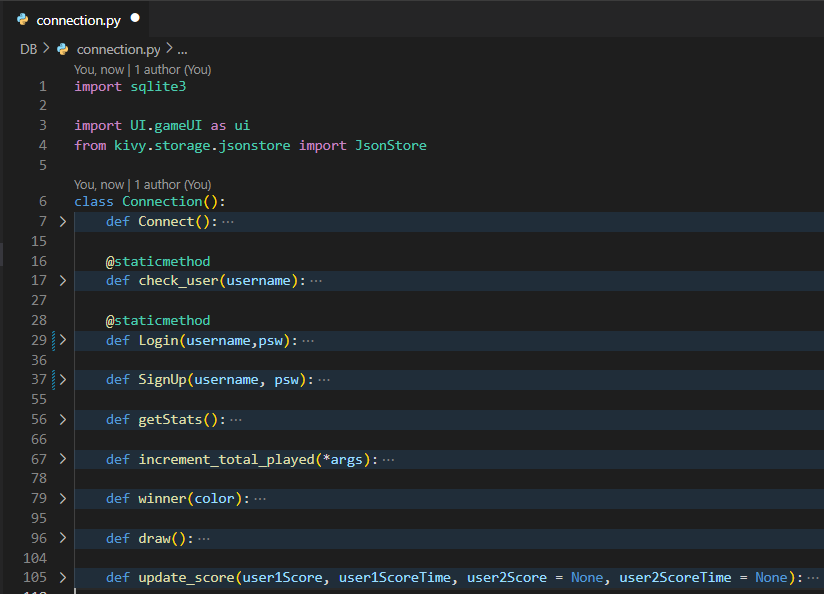 connection.py
DB > connection.py > ...
You, now | 1 author (You)
1 import sqlite3
2
3 import UI.gameUI as ui
4 from kivy.storage.jsonstore import JsonStore
5
You, now | 1 author (You)
6 class Connection():
7 > def Connect(): ···
15
16 @staticmethod
17 > def check_user(username): ···
27
28 @staticmethod
29 > def Login(username,psw): ···
36
37 > def SignUp(username, psw): ···
55
56 > def getStats(): ···
66
67 > def increment_total_played(*args): ···
78
79 > def winner(color): ···
95
96 > def draw(): ···
104
105 > def update_score(user1Score, user1ScoreTime, user2Score = None, user2ScoreTime = None): ···